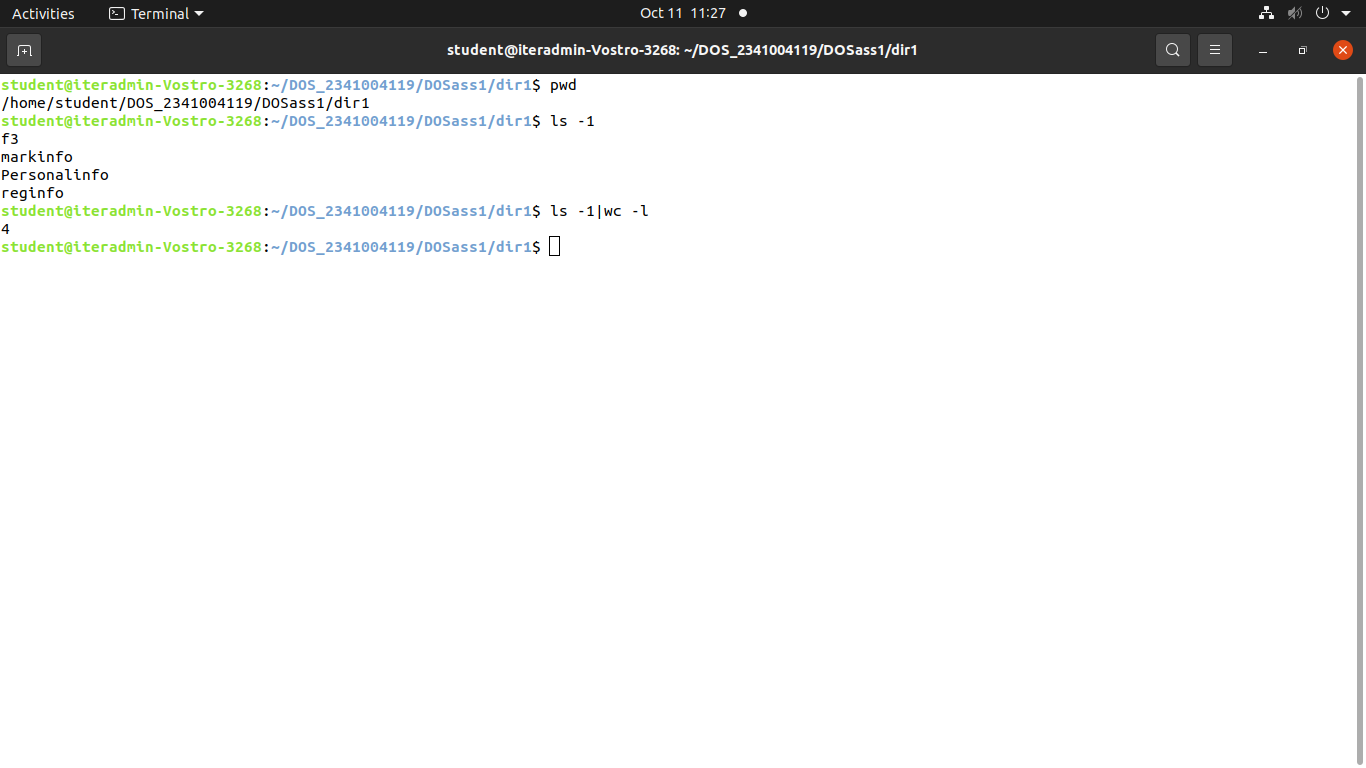 Activities Terminal Oct 11 11:27
student@iteradmin-Vostro-3268: ~/DOS_2341004119/DOSass1/dir1
student@iteradmin-Vostro-3268:~/DOS_2341004119/DOSass1/dir1$ pwd
/home/student/DOS_2341004119/DOSass1/dir1
student@iteradmin-Vostro-3268:~/DOS_2341004119/DOSass1/dir1$ ls -1
f3
markinfo
Personalinfo
reginfo
student@iteradmin-Vostro-3268:~/DOS_2341004119/DOSass1/dir1$ ls -1|wc -l
4
student@iteradmin-Vostro-3268:~/DOS_2341004119/DOSass1/dir1$